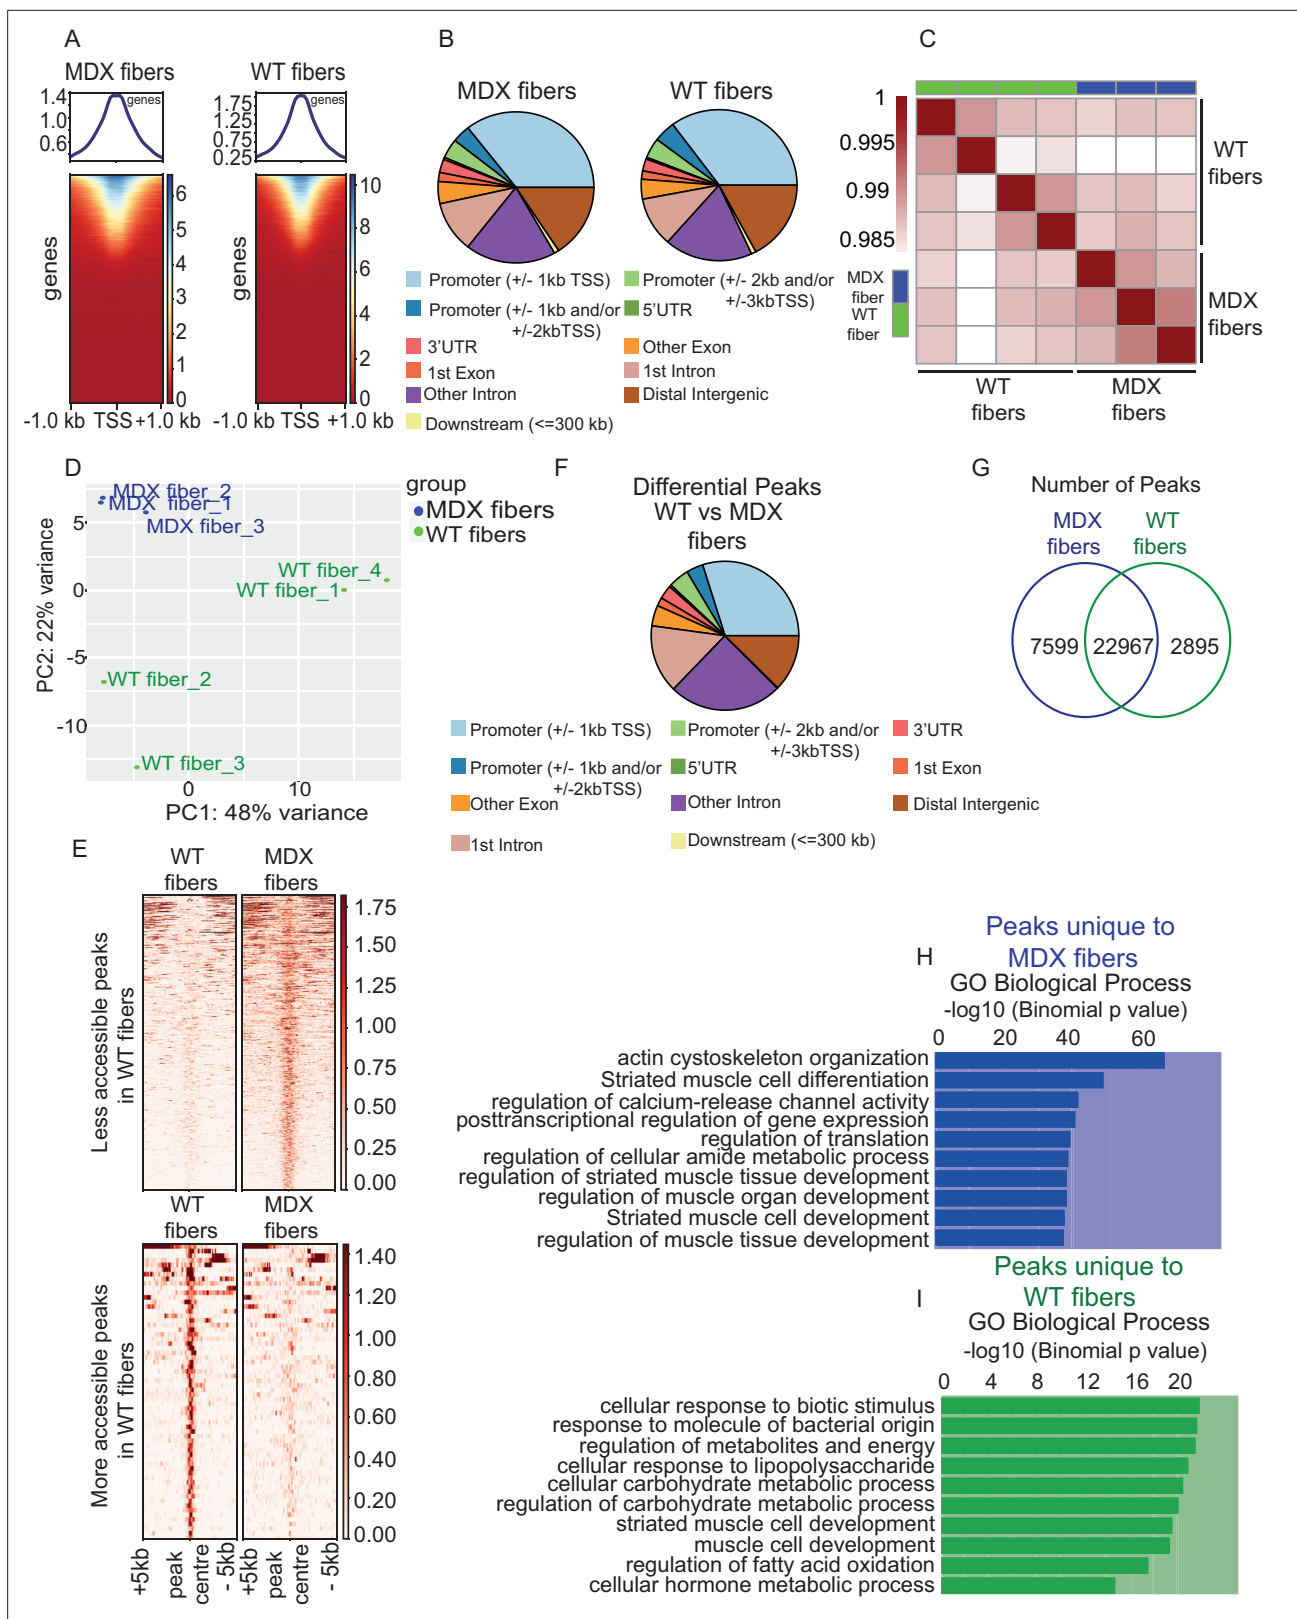 A
MDX fibers
WT fibers
genes
genes
1.4
1.0
0.6
1.75
1.25
0.75
0.25
genes
genes
6
5
4
3
2
1
0
10
8
6
4
2
0
-1.0 kb TSS +1.0 kb
-1.0 kb TSS +1.0 kb
B
MDX fibers
WT fibers
Promoter (+/- 1kb TSS)
Promoter (+/- 2kb and/or
+/-3kbTSS)
Promoter (+/- 1kb and/or
+/-2kbTSS)
5'UTR
3'UTR
Other Exon
1st Exon
1st Intron
Other Intron
Distal Intergenic
Downstream (<=300 kb)
C
1
0.995
0.99
0.985
MDX
fiber
WT
fiber
WT
fibers
MDX
fibers
WT
fibers
MDX
fibers
D
MDX fiber_2
MDX fiber_1
MDX fiber_3
WT fiber_4
WT fiber_1
WT fiber_2
WT fiber_3
5
0
-5
-10
0
10
PC2: 22% variance
PC1: 48% variance
group
MDX fibers
WT fibers
F
Differential Peaks
WT vs MDX
fibers
Promoter (+/- 1kb TSS)
Promoter (+/- 2kb and/or
+/-3kbTSS)
3'UTR
Promoter (+/- 1kb and/or
+/-2kbTSS)
5'UTR
1st Exon
Other Exon
Other Intron
Distal Intergenic
1st Intron
Downstream (<=300 kb)
G
Number of Peaks
MDX
fibers
WT
fibers
7599
22967
2895
E
WT
fibers
MDX
fibers
Less accessible peaks
in WT fibers
1.75
1.50
1.25
1.00
0.75
0.50
0.25
0.00
WT
fibers
MDX
fibers
More accessible peaks
in WT fibers
1.40
1.20
1.00
0.80
0.60
0.40
0.20
0.00
+5kb
peak
centre
- 5kb
+5kb
peak
centre
- 5kb
Peaks unique to
MDX fibers
H
GO Biological Process
-log10 (Binomial p value)
0 20 40 60
actin cystoskeleton organization
Striated muscle cell differentiation
regulation of calcium-release channel activity
posttranscriptional regulation of gene expression
regulation of translation
regulation of cellular amide metabolic process
regulation of striated muscle tissue development
regulation of muscle organ development
Striated muscle cell development
regulation of muscle tissue development
Peaks unique to
WT fibers
I
GO Biological Process
-log10 (Binomial p value)
0 4 8 12 16 20
cellular response to biotic stimulus
response to molecule of bacterial origin
regulation of metabolites and energy
cellular response to lipopolysaccharide
cellular carbohydrate metabolic process
regulation of carbohydrate metabolic process
striated muscle cell development
muscle cell development
regulation of fatty acid oxidation
cellular hormone metabolic process